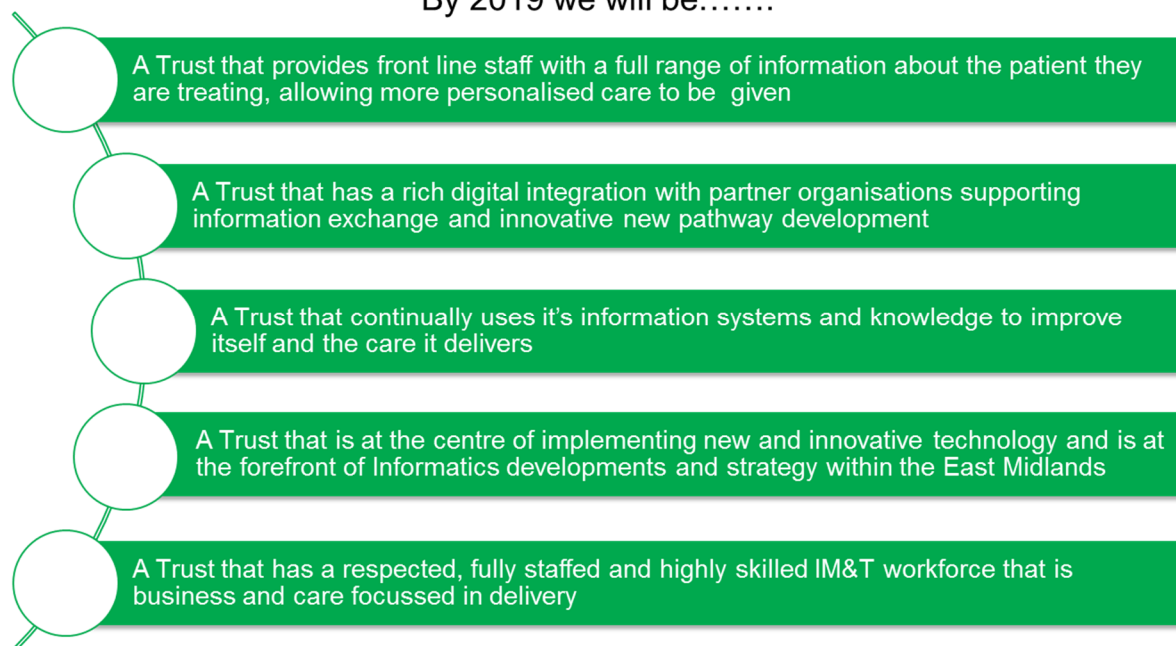 By 2019 we will be.......
A Trust that provides front line staff with a full range of information about the patient they
are treating, allowing more personalised care to be given
A Trust that has a rich digital integration with partner organisations supporting
information exchange and innovative new pathway development
A Trust that continually uses it’s information systems and knowledge to improve
itself and the care it delivers
A Trust that is at the centre of implementing new and innovative technology and is at
the forefront of Informatics developments and strategy within the East Midlands
A Trust that has a respected, fully staffed and highly skilled IM&T workforce that is
business and care focussed in delivery